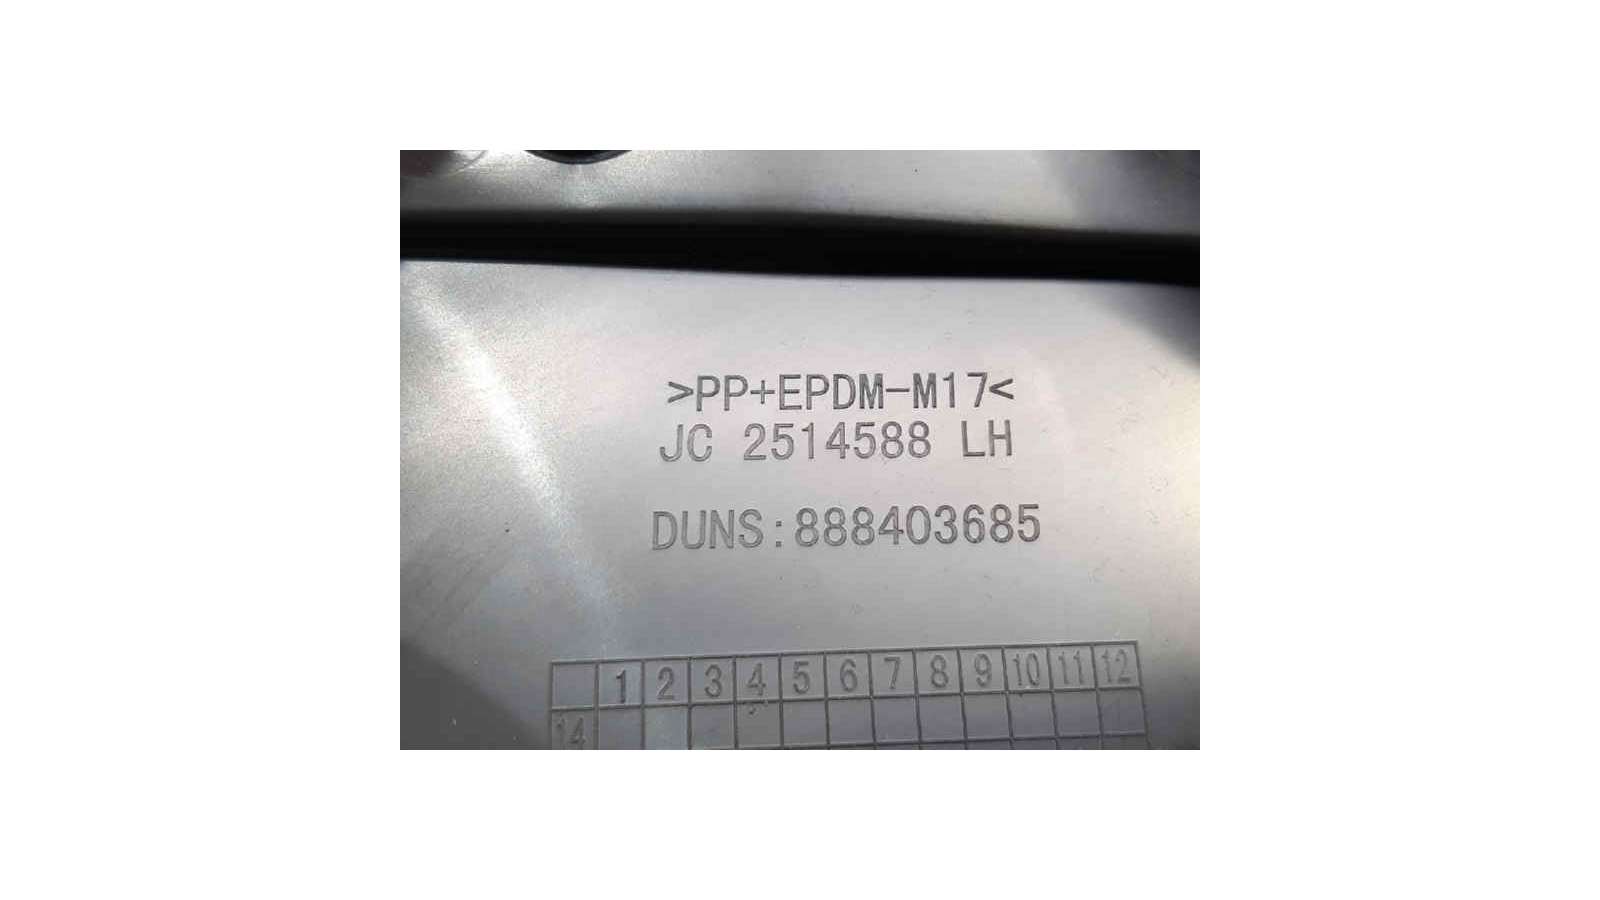 >PP+EPDM-M17<
JC 2514588 LH
DUNS:888403685
1 2 3 4 5 6 7 8 9 10 11 12
14